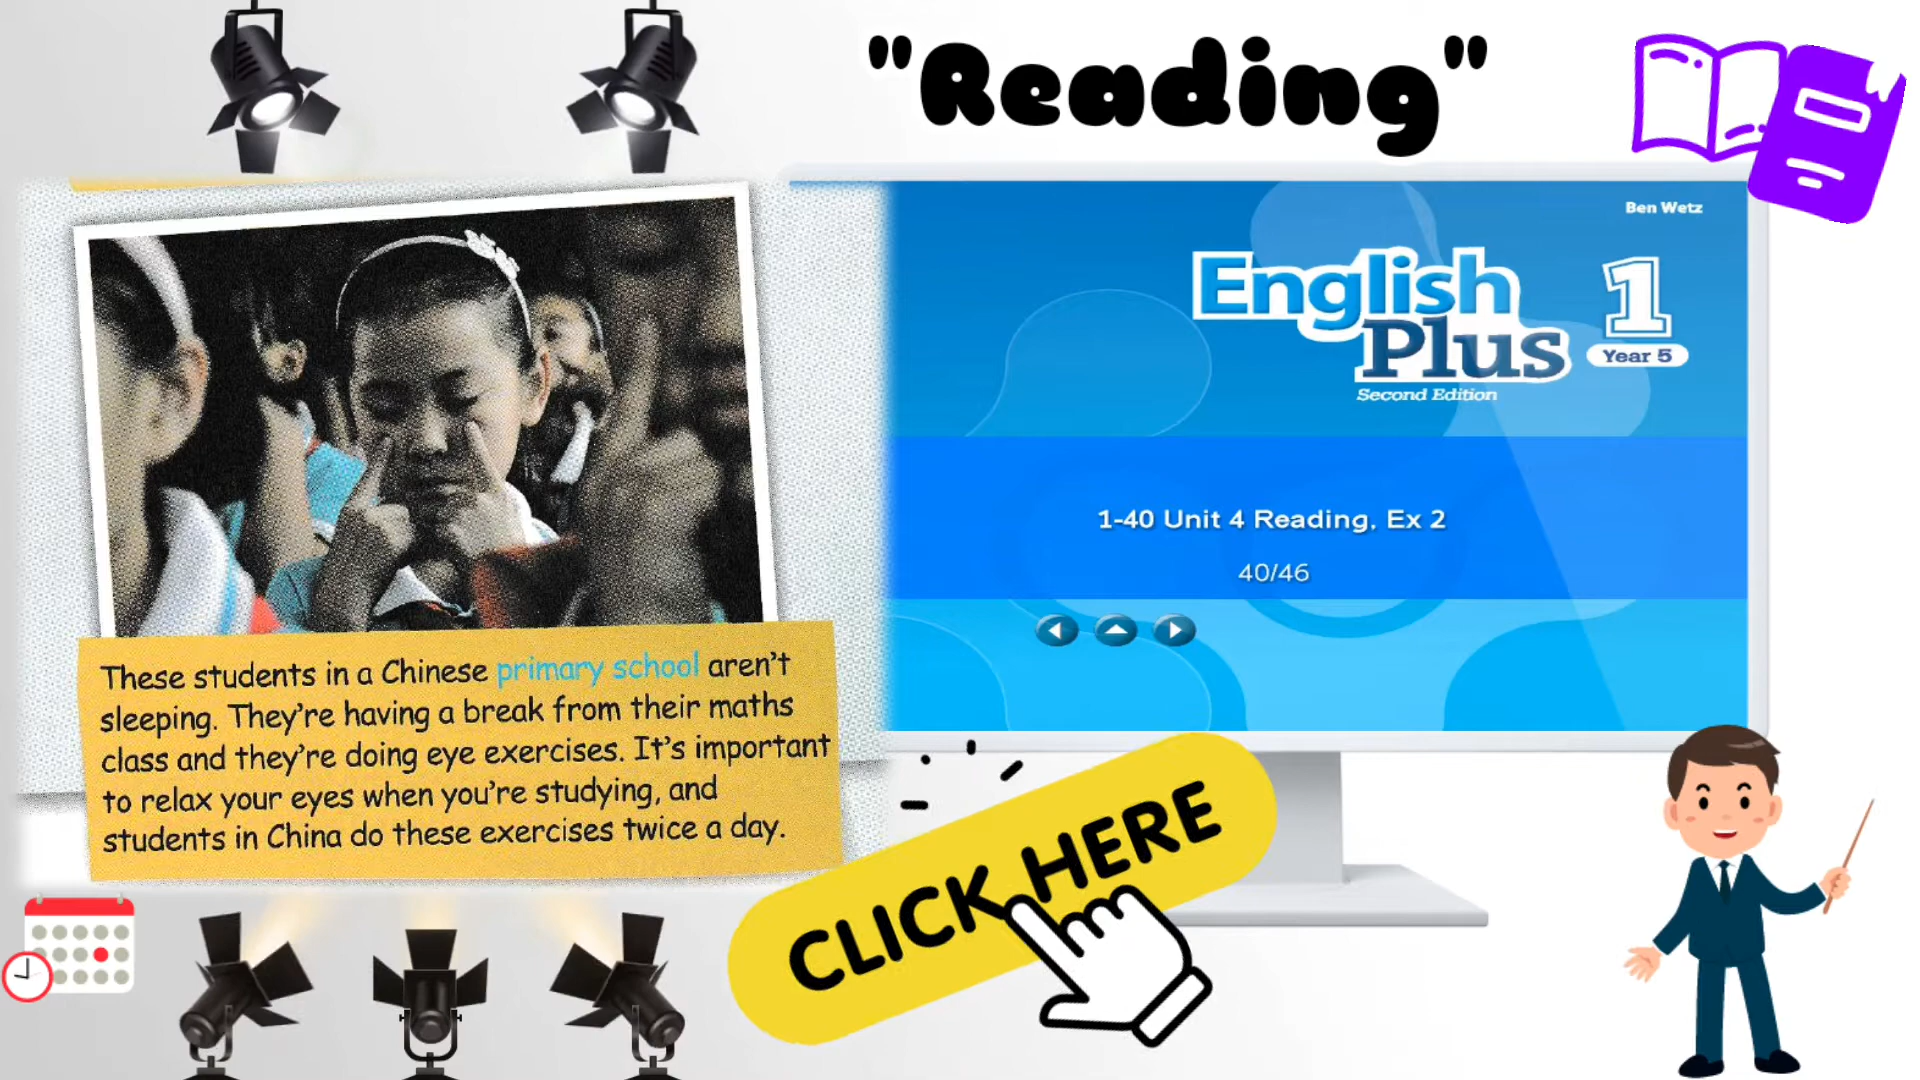 "Reading"
Ben Wetz
English
Plus
1
Year 5
Second Edition
1-40 Unit 4 Reading, Ex 2
40/46
These students in a Chinese primary school aren't
sleeping. They're having a break from their maths
class and they're doing eye exercises. It's important
to relax your eyes when you're studying, and
students in China do these exercises twice a day.
CLICK HERE